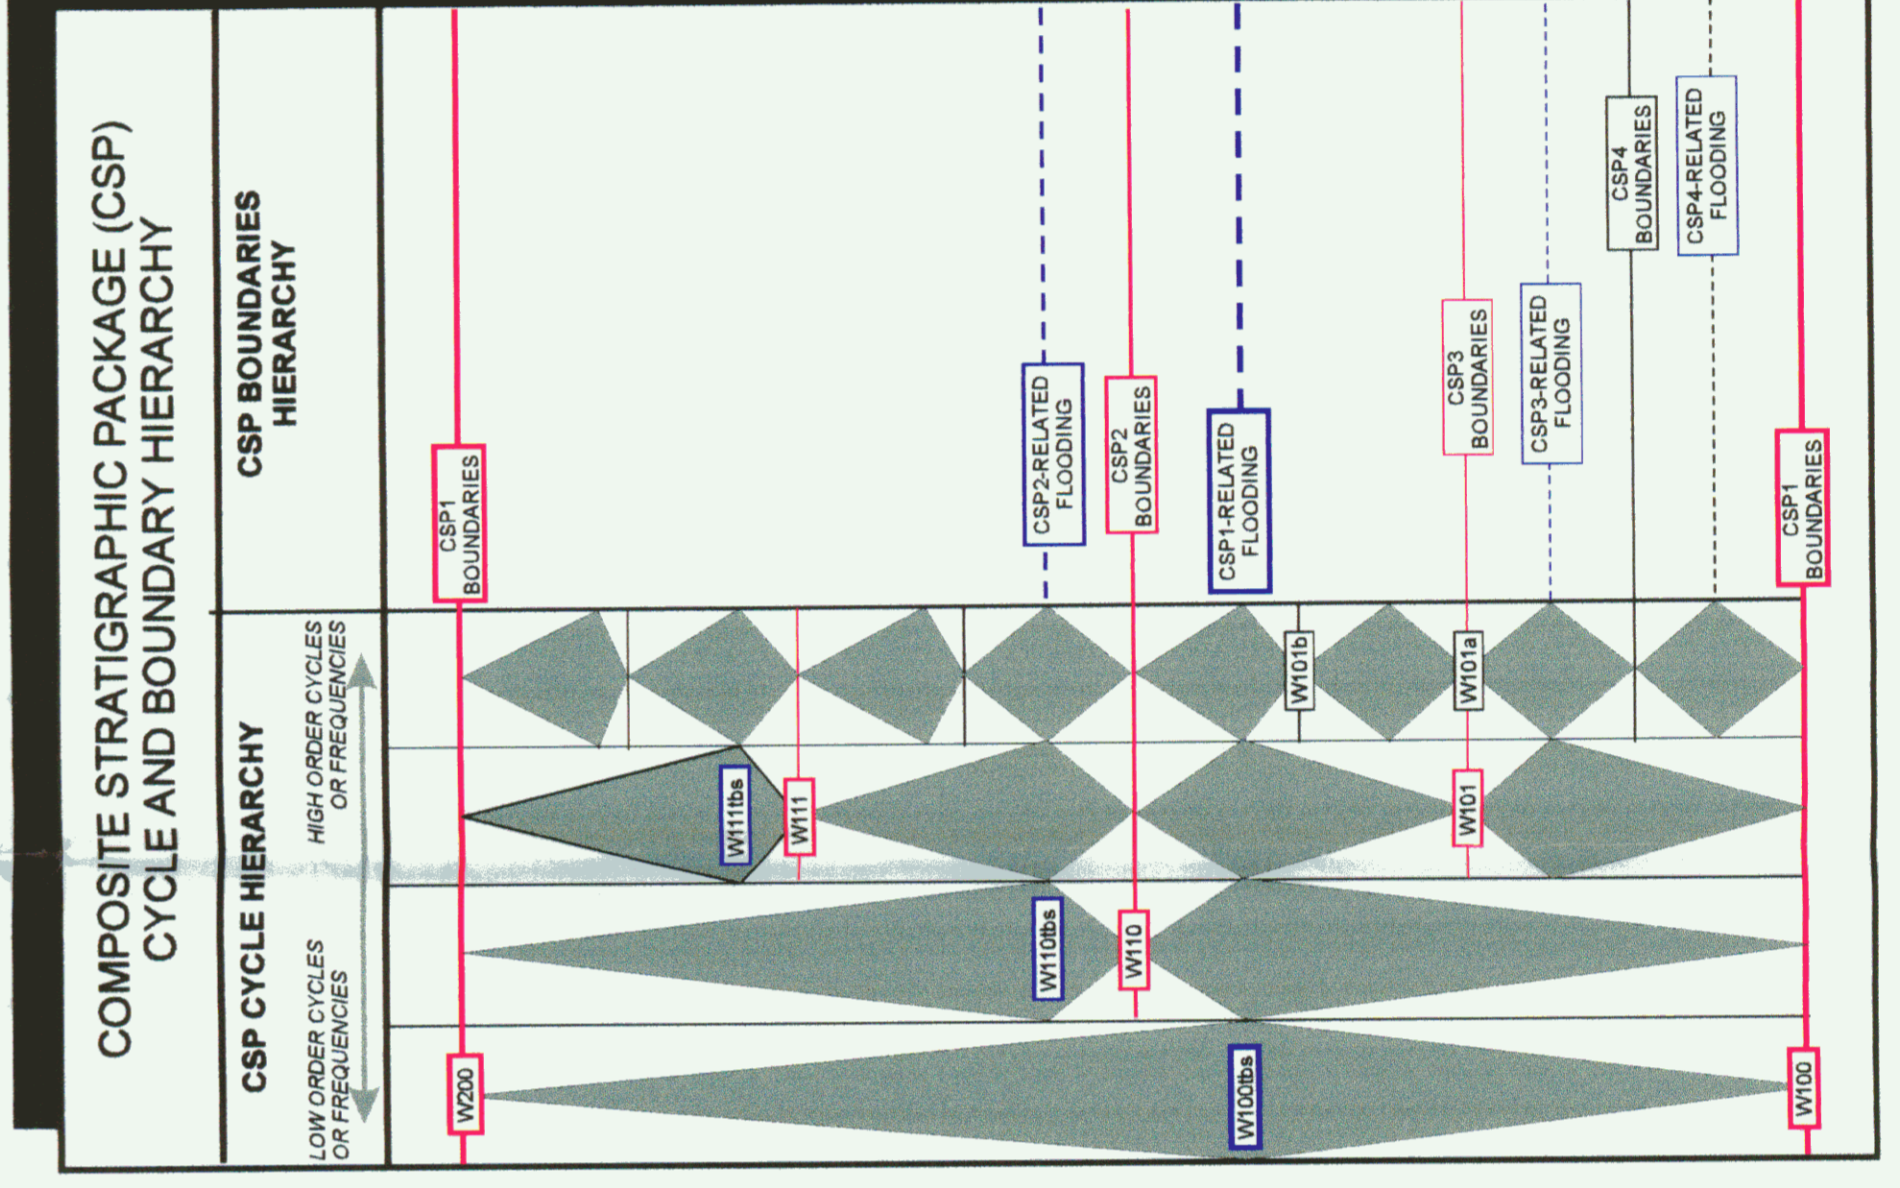 COMPOSITE STRATIGRAPHIC PACKAGE (CSP)
CYCLE AND BOUNDARY HIERARCHY
CSP CYCLE HIERARCHY
CSP BOUNDARIES
HIERARCHY
LOW ORDER CYCLES
OR FREQUENCIES
HIGH ORDER CYCLES
OR FREQUENCIES
W200
CSP1
BOUNDARIES
W111tbs
W111
W110tbs
CSP2-RELATED
FLOODING
W110
CSP2
BOUNDARIES
W100tbs
CSP1-RELATED
FLOODING
W101b
W101
W101a
CSP3
BOUNDARIES
CSP3-RELATED
FLOODING
CSP4
BOUNDARIES
CSP4-RELATED
FLOODING
W100
CSP1
BOUNDARIES